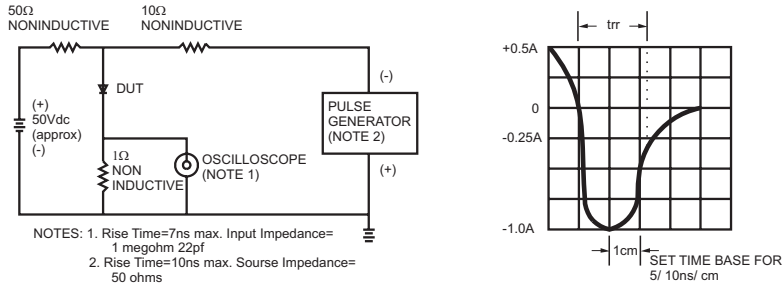 50Ω
NONINDUCTIVE
10Ω
NONINDUCTIVE
DUT
(+)
50Vdc
(approx)
(-)
1Ω
NON
INDUCTIVE
OSCILLOSCOPE
(NOTE 1)
(-)
PULSE
GENERATOR
(NOTE 2)
(+)
NOTES: 1. Rise Time=7ns max. Input Impedance=
1 megohm 22pf
2. Rise Time=10ns max. Sourse Impedance=
50 ohms
trr
+0.5A
0
-0.25A
-1.0A
1cm
SET TIME BASE FOR
5/ 10ns/ cm